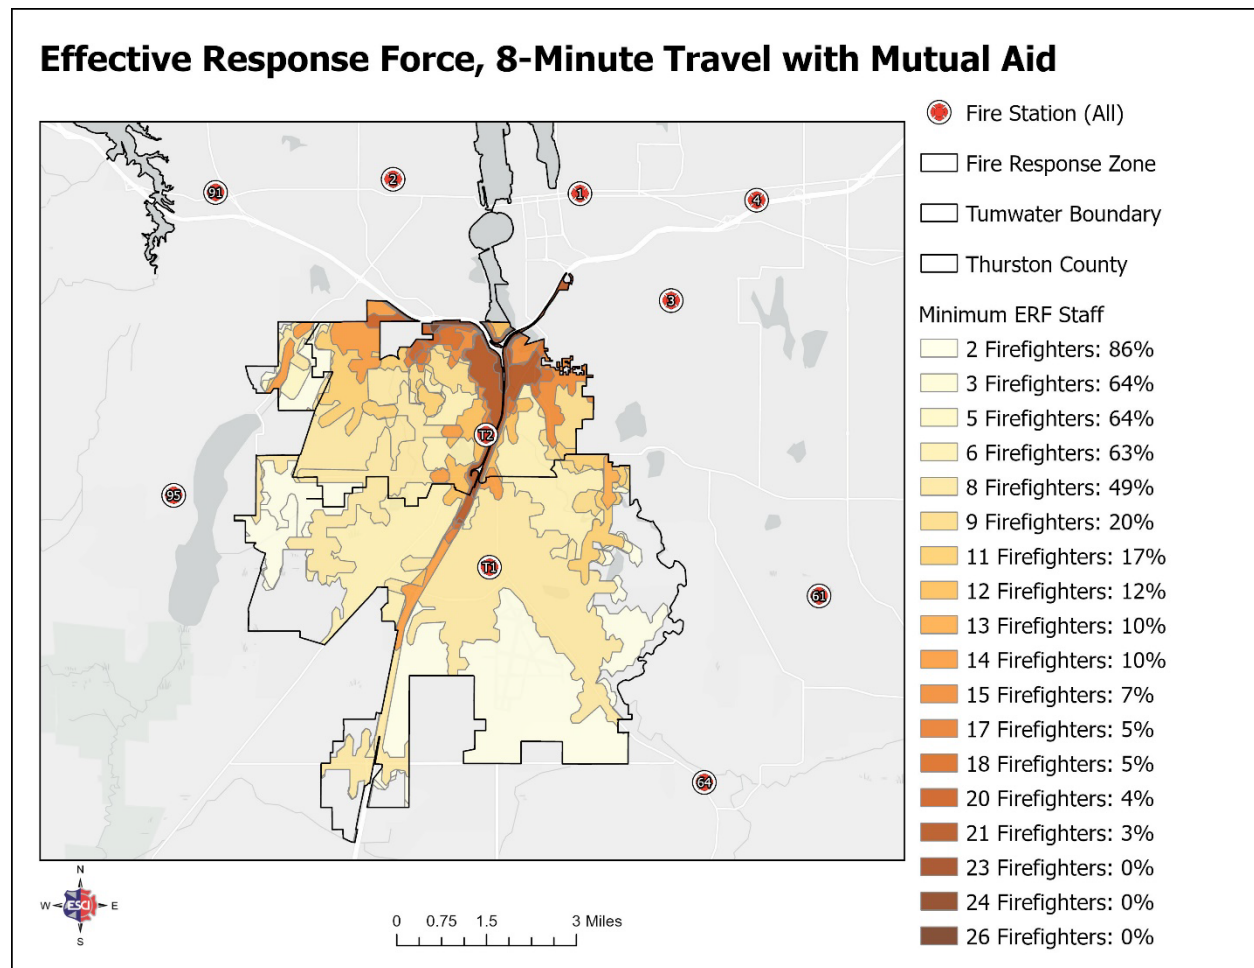 Effective Response Force, 8-Minute Travel with Mutual Aid
Fire Station (All)
Fire Response Zone
Tumwater Boundary
Thurston County
Minimum ERF Staff
2 Firefighters: 86%
3 Firefighters: 64%
5 Firefighters: 64%
6 Firefighters: 63%
8 Firefighters: 49%
9 Firefighters: 20%
11 Firefighters: 17%
12 Firefighters: 12%
13 Firefighters: 10%
14 Firefighters: 10%
15 Firefighters: 7%
17 Firefighters: 5%
18 Firefighters: 5%
20 Firefighters: 4%
21 Firefighters: 3%
23 Firefighters: 0%
24 Firefighters: 0%
26 Firefighters: 0%
91
2
1
4
3
T2
95
T1
61
64
N
W ESCI E
S
0 0.75 1.5 3 Miles